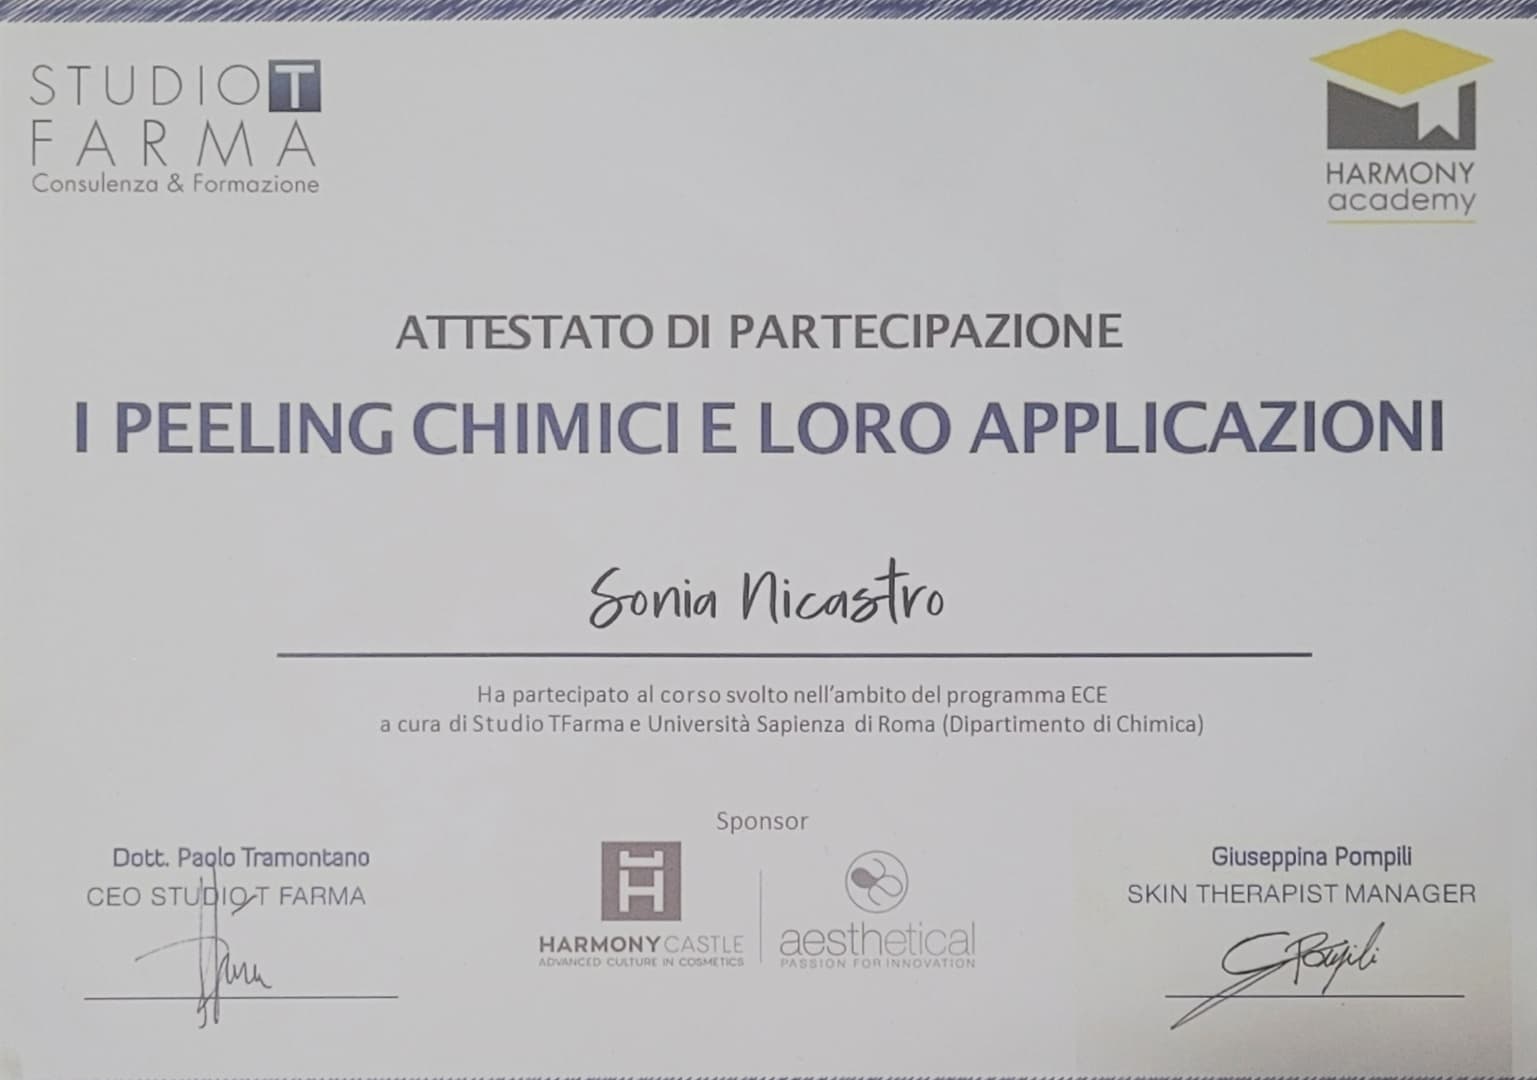 STUDIO T
FARMA
Consulenza & Formazione
HARMONY
academy
ATTESTATO DI PARTECIPAZIONE
I PEELING CHIMICI E LORO APPLICAZIONI
Sonia Nicastro
Ha partecipato al corso svolto nell'ambito del programma ECE
a cura di Studio TFarma e Università Sapienza di Roma (Dipartimento di Chimica)
Sponsor
Dott. Paolo Tramontano
CEO STUDIO T FARMA
HARMONY CASTLE
ADVANCED CULTURE IN COSMETICS
aesthetical
PASSION FOR INNOVATION
Giuseppina Pompili
SKIN THERAPIST MANAGER